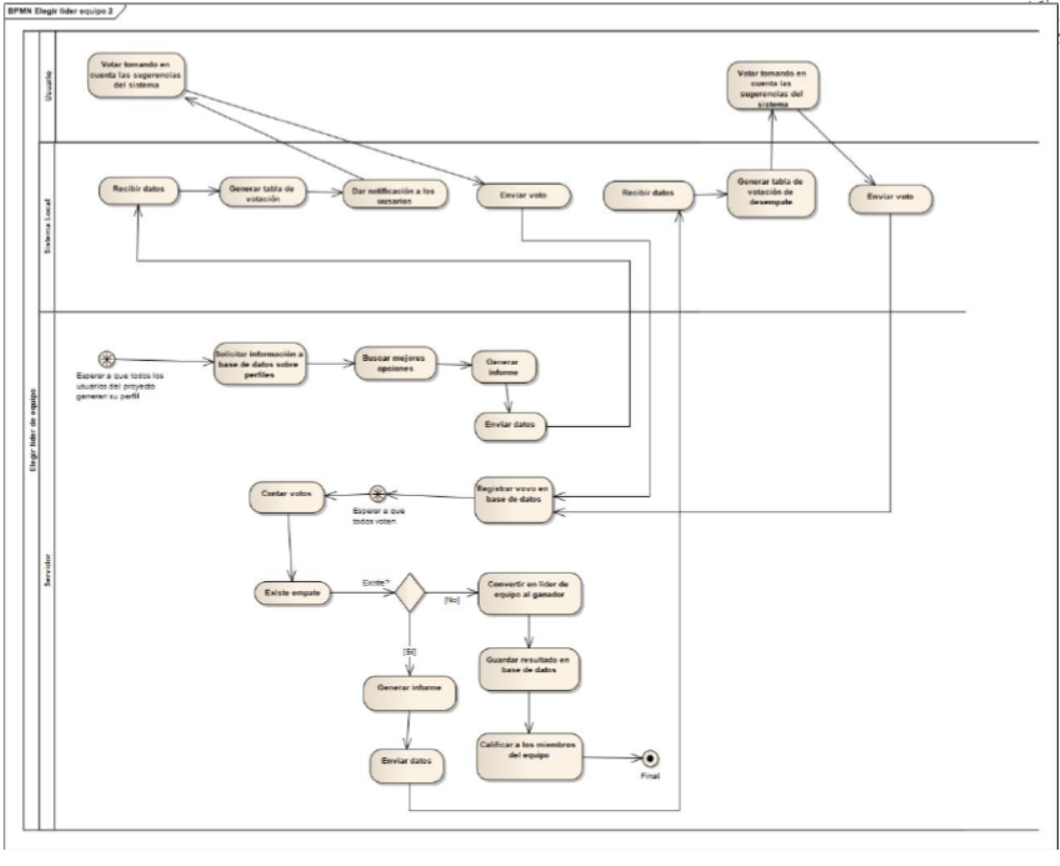 BPMN Elegir líder equipo 2
Elegir líder de equipo
Usuario
Votar tomando en
cuenta las sugerencias
del sistema
Votar tomando en
cuenta las
sugerencias del
sistema
Sistema Local
Recibir datos
Generar tabla de
votación
Dar notificación a los
uusarios
Enviar voto
Recibir datos
Generar tabla de
votación de
desempate
Enviar voto
Servidor
Esperar a que todos los
usuarios del proyecto
generen su perfil
Solicitar información a
base de datos sobre
perfiles
Buscar mejores
opciones
Generar
informe
Enviar datos
Contar votos
Esperar a que
todos voten
Registrar vovo en
base de datos
Existe empate
Existe?
[No]
[Si]
Convertir en líder de
equipo al ganador
Guardar resultado en
base de datos
Generar informe
Enviar datos
Calificar a los miembros
del equipo
Final